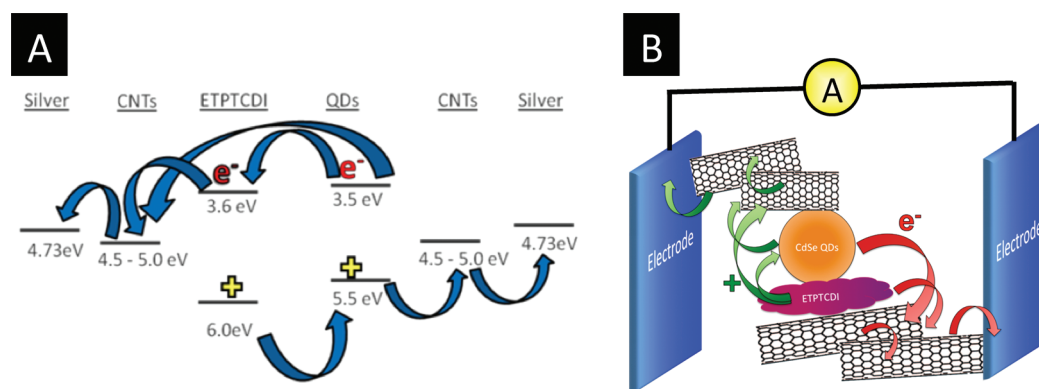 A
Silver
CNTs
ETPTCDI
QDs
CNTs
Silver
e-
e-
3.6 eV
3.5 eV
4.73eV
4.5 - 5.0 eV
4.5 - 5.0 eV
4.73eV
+
+
5.5 eV
6.0eV
B
A
Electrode
e-
CdSe QDs
Electrode
+
ETPTCDI